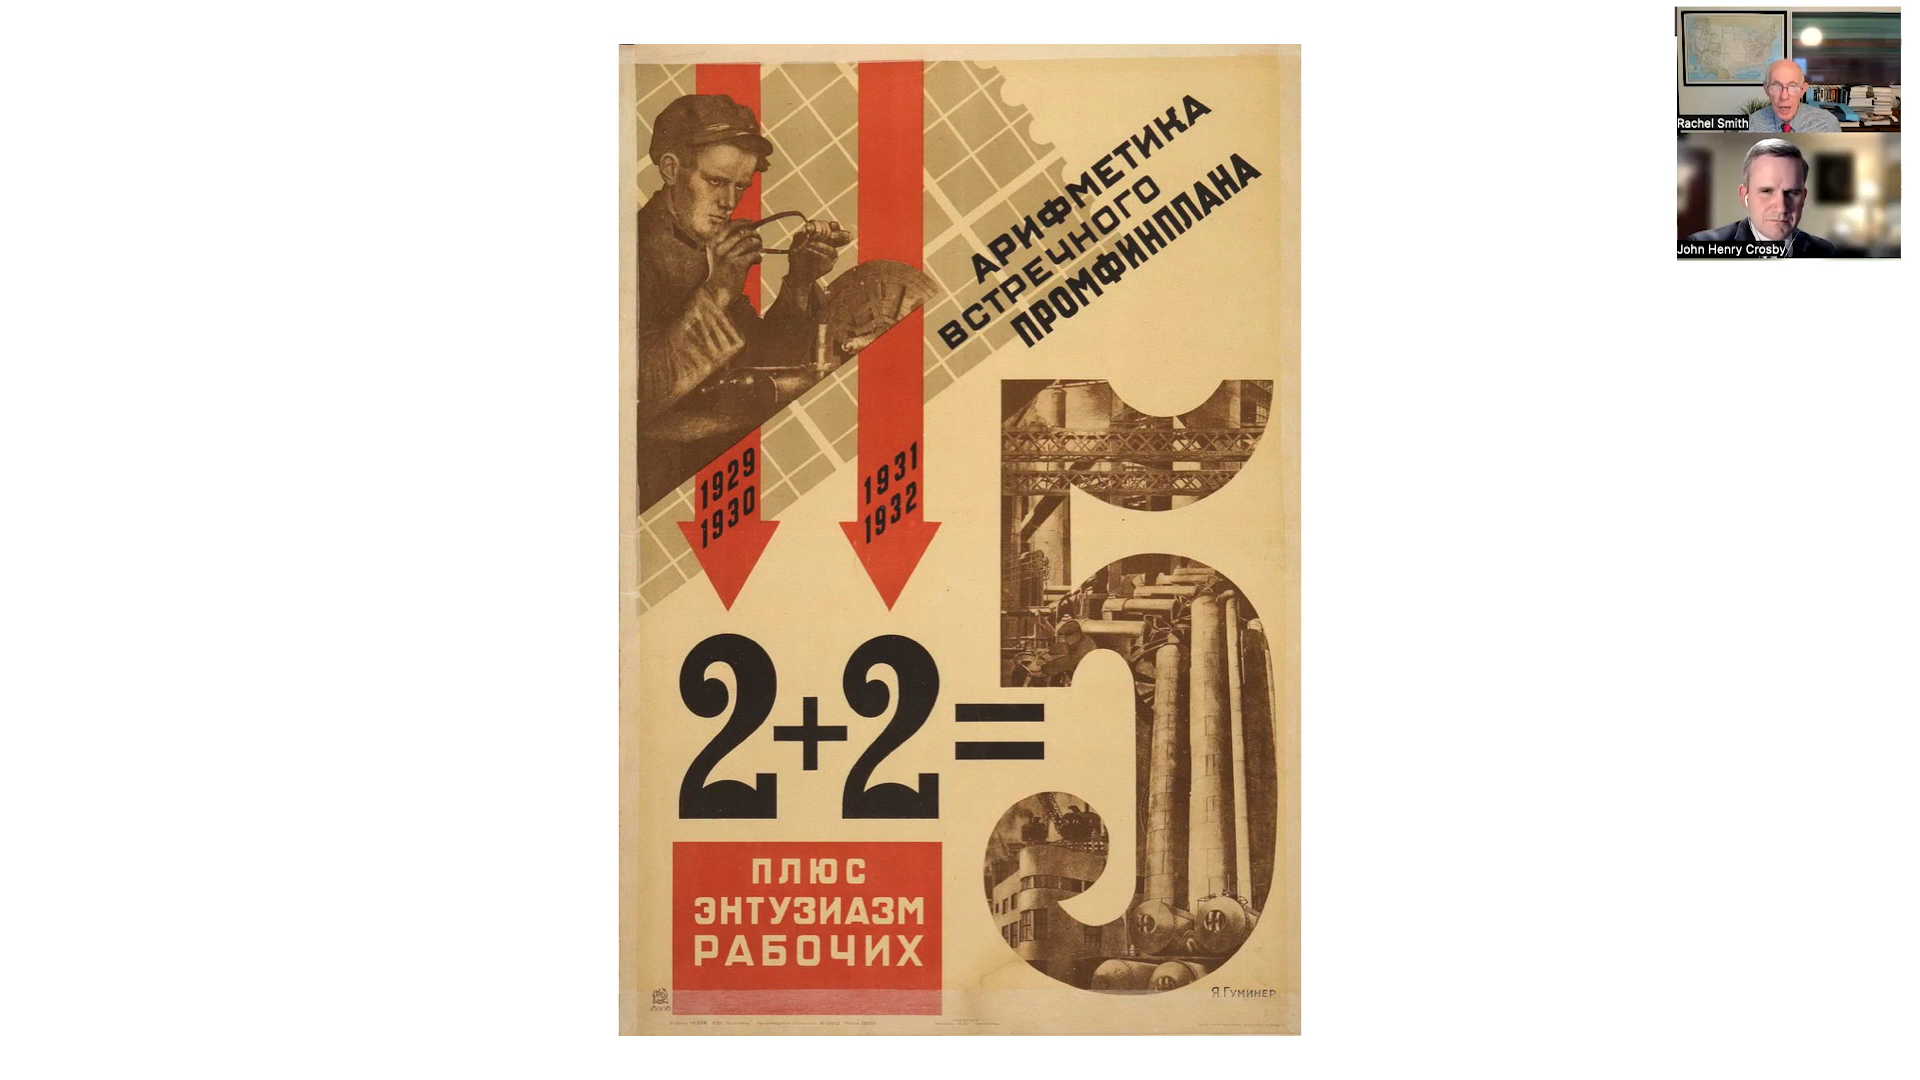 АРИФМЕТИКА
ВСТРЕЧНОГО
ПРОМФИНПЛАНА
1929
1930
1931
1932
2+2=5
ПЛЮС
ЭНТУЗИАЗМ
РАБОЧИХ
Я.ГУМИНЕР
Rachel Smith
John Henry Crosby